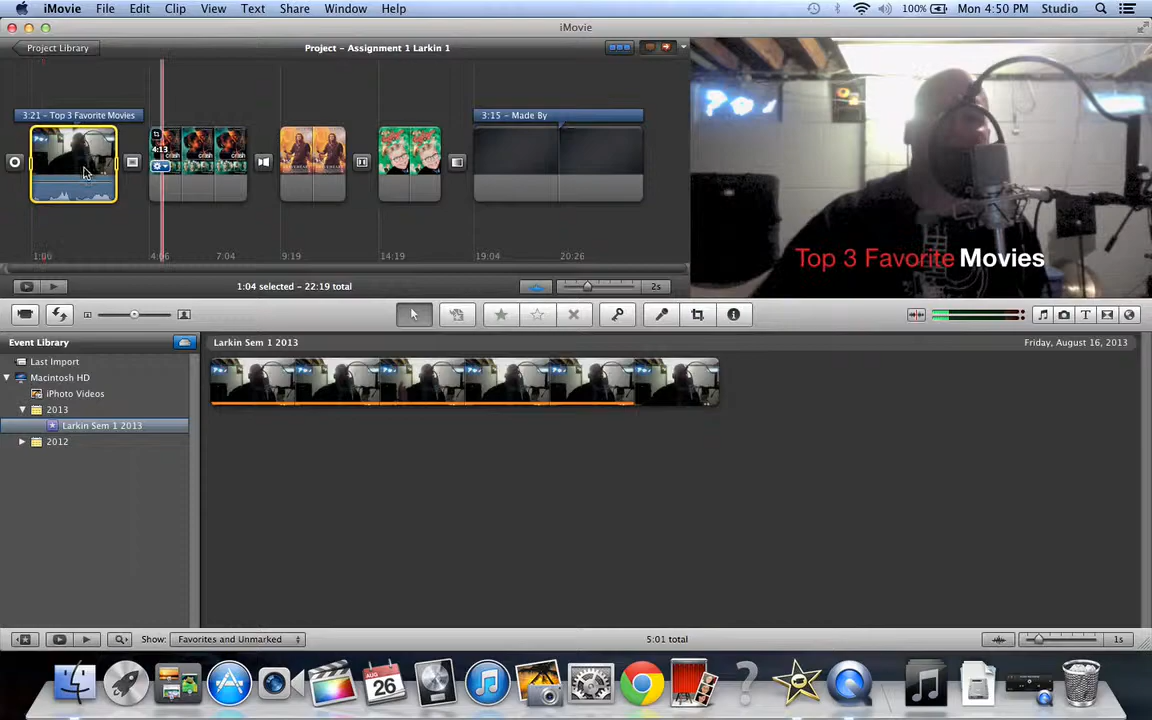 iMovie File Edit Clip View Text Share Window Help 100% Mon 4:50 PM Studio
iMovie
Project Library Project - Assignment 1 Larkin 1
3:21 - Top 3 Favorite Movies 3:15 - Made By
4:13
crash
1:06 4:06 7:04 9:19 14:19 19:04 20:26
1:04 selected - 22:19 total 2s
Top 3 Favorite Movies
Event Library Larkin Sem 1 2013 Friday, August 16, 2013
Last Import
Macintosh HD
iPhoto Videos
2013
Larkin Sem 1 2013
2012
Show: Favorites and Unmarked 5:01 total 1s
AUG
26